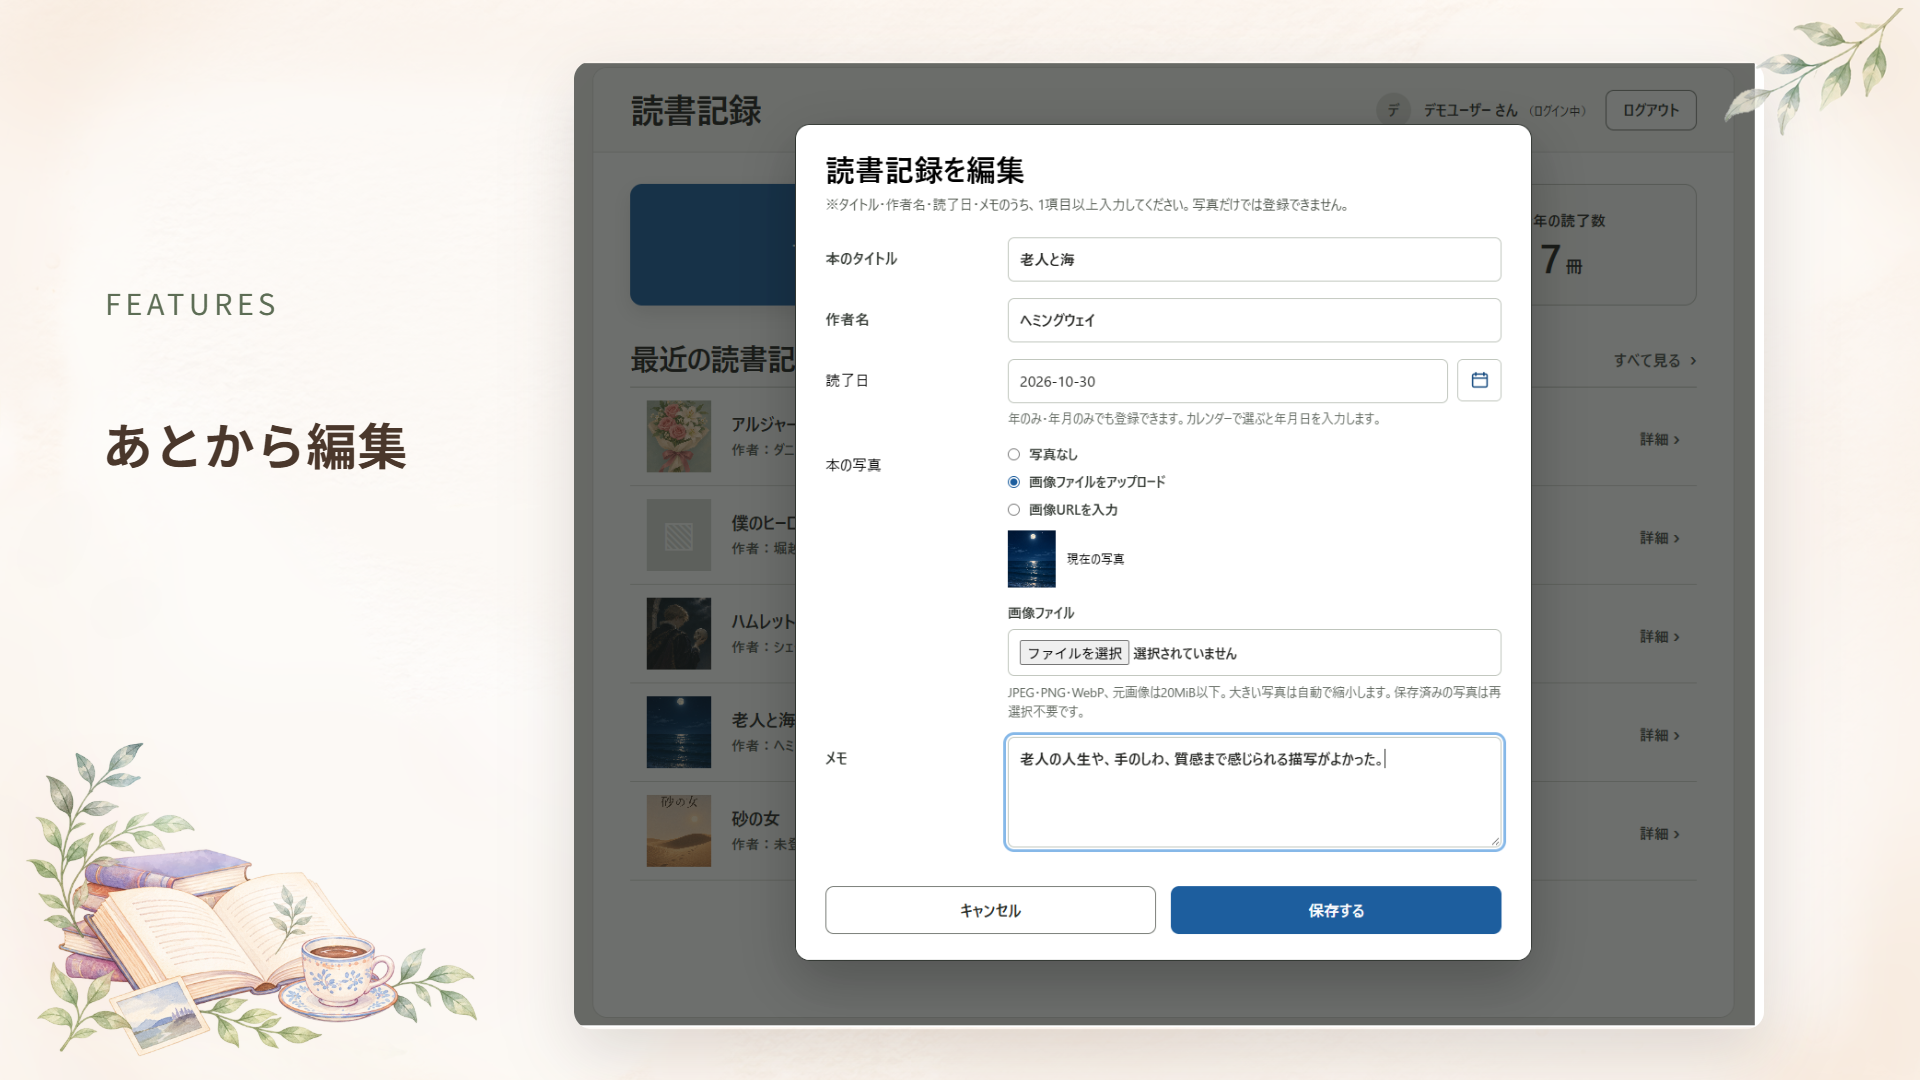 FEATURES
あとから編集
読書記録
デ
デモユーザー さん (ログイン中)
ログアウト
年の読了数
7 冊
最近の読書記
すべて見る ›
アルジャー
作者：ダニ
詳細 ›
僕のヒーロ
作者：堀越
詳細 ›
ハムレット
作者：シェ
詳細 ›
老人と海
作者：ヘミ
詳細 ›
砂の女
砂の女
作者：未登
詳細 ›
読書記録を編集
※タイトル・作者名・読了日・メモのうち、1項目以上入力してください。写真だけでは登録できません。
本のタイトル
老人と海
作者名
ヘミングウェイ
読了日
2026-10-30
年のみ・年月のみでも登録できます。カレンダーで選ぶと年月日を入力します。
本の写真
写真なし
画像ファイルをアップロード
画像URLを入力
現在の写真
画像ファイル
ファイルを選択 選択されていません
JPEG・PNG・WebP、元画像は20MiB以下。大きい写真は自動で縮小します。保存済みの写真は再
選択不要です。
メモ
老人の人生や、手のしわ、質感まで感じられる描写がよかった。
キャンセル
保存する